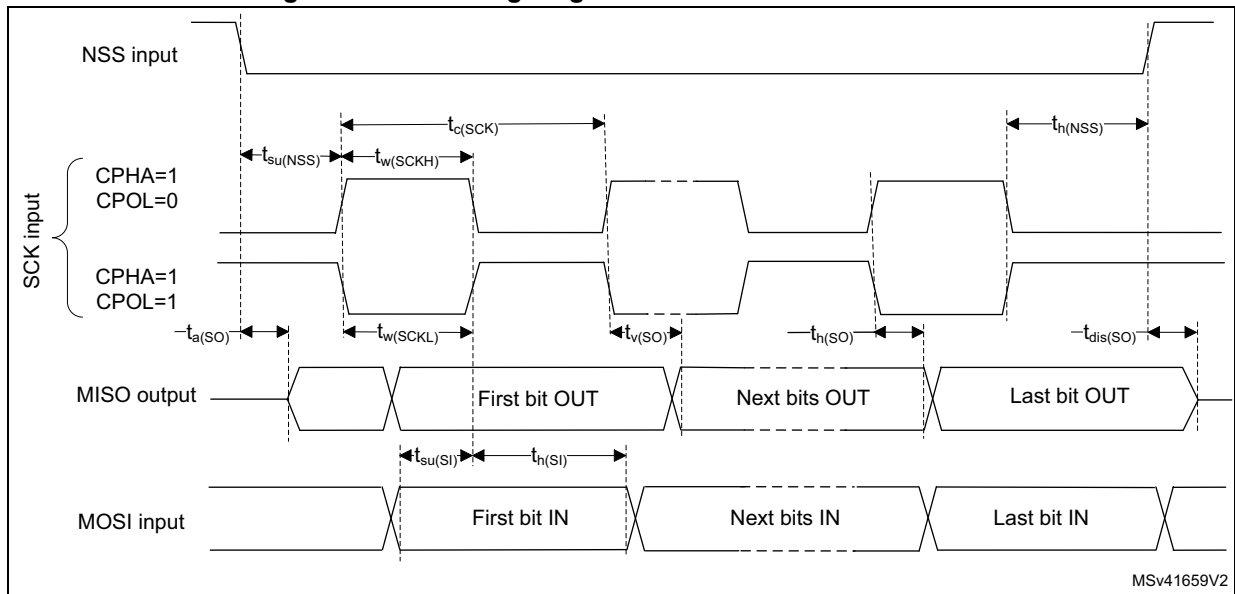 NSS input
tc(SCK)
th(NSS)
tsu(NSS)
tw(SCKH)
CPHA=1
CPOL=0
SCK input
CPHA=1
CPOL=1
ta(SO)
tw(SCKL)
tv(SO)
th(SO)
tdis(SO)
MISO output
First bit OUT
Next bits OUT
Last bit OUT
tsu(SI)
th(SI)
MOSI input
First bit IN
Next bits IN
Last bit IN
MSv41659V2